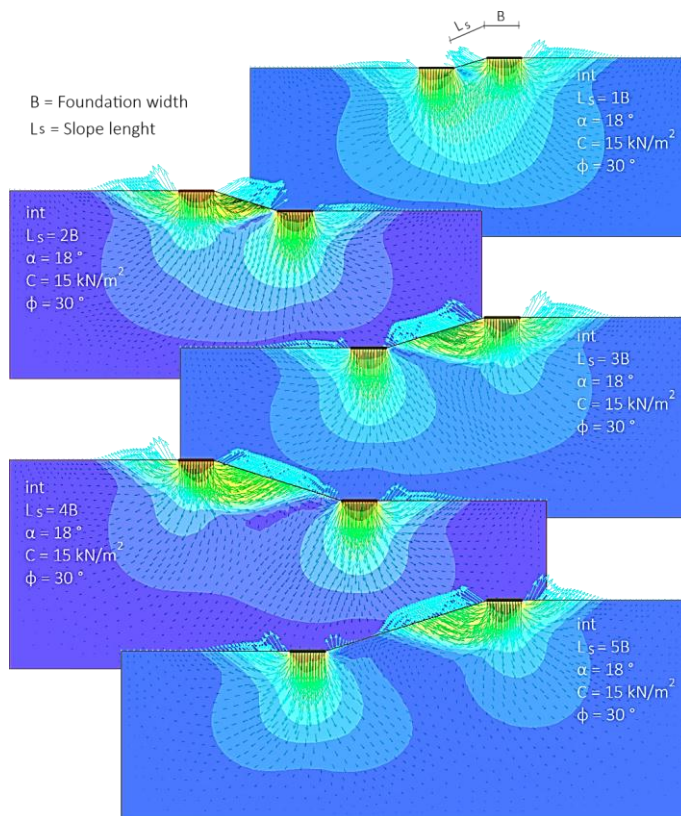 Ls B
B = Foundation width
Ls = Slope lenght
int
Ls = 1B
α = 18 °
C = 15 kN/m²
ϕ = 30 °
int
Ls = 2B
α = 18 °
C = 15 kN/m²
ϕ = 30 °
int
Ls = 3B
α = 18 °
C = 15 kN/m²
ϕ = 30 °
int
Ls = 4B
α = 18 °
C = 15 kN/m²
ϕ = 30 °
int
Ls = 5B
α = 18 °
C = 15 kN/m²
ϕ = 30 °